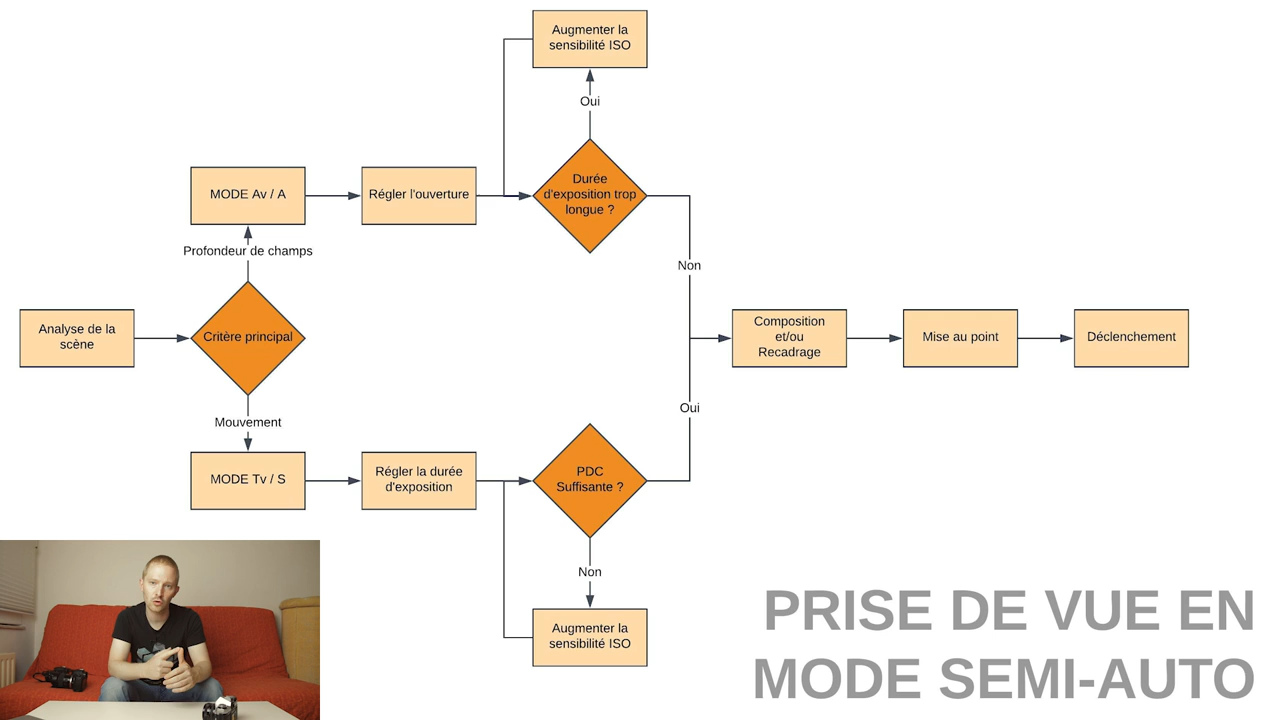 Augmenter la
sensibilité ISO
Oui
Durée
d'exposition trop
longue ?
MODE Av / A
Régler l'ouverture
Profondeur de champs
Non
Analyse de la
scène
Critère principal
Composition
et/ou
Recadrage
Mise au point
Déclenchement
Mouvement
Oui
MODE Tv / S
Régler la durée
d'exposition
PDC
Suffisante ?
Non
Augmenter la
sensibilité ISO
PRISE DE VUE EN
MODE SEMI-AUTO